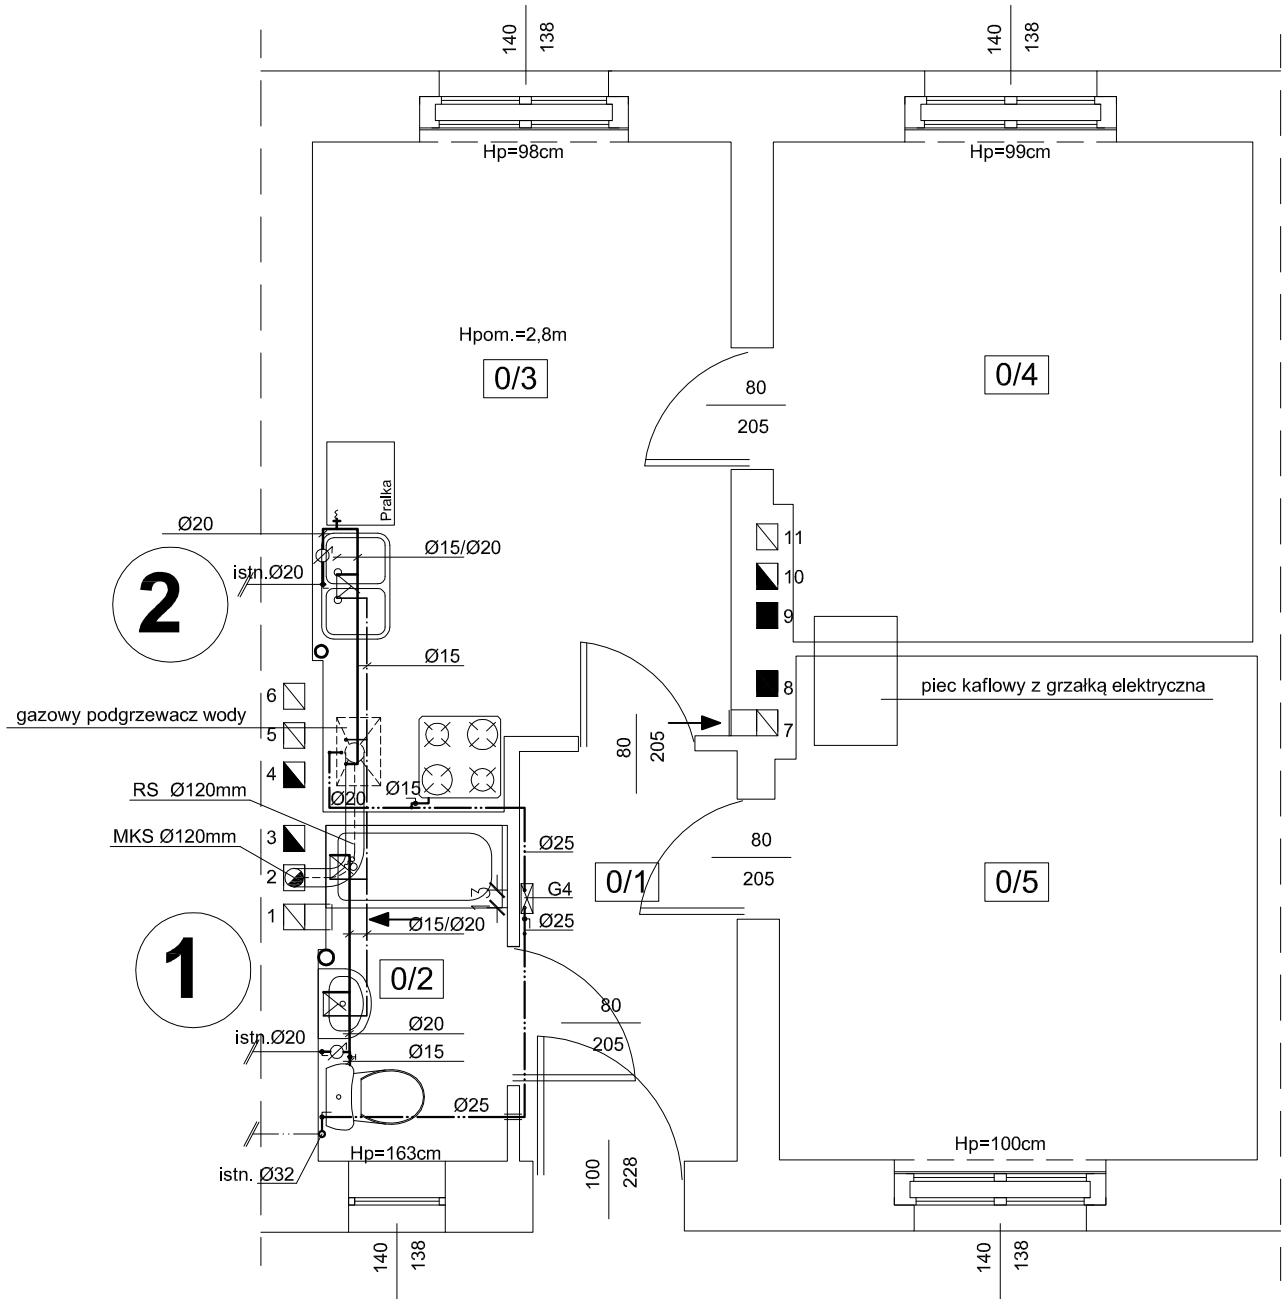 140
138
140
138
Hp=98cm
Hp=99cm
Hpom.=2,8m
0/3
0/4
80
205
Pralka
Ø20
Ø15/Ø20
istn.Ø20
2
11
10
9
8
7
Ø15
6
5
4
3
2
1
gazowy podgrzewacz wody
piec kaflowy z grzałką elektryczna
80
205
RS Ø120mm
Ø20
Ø15
MKS Ø120mm
Ø25
G4
Ø25
80
205
0/1
0/5
Ø15/Ø20
1
0/2
80
205
istn.Ø20
Ø20
Ø15
Ø25
istn. Ø32
Hp=163cm
100
228
Hp=100cm
140
138
140
138